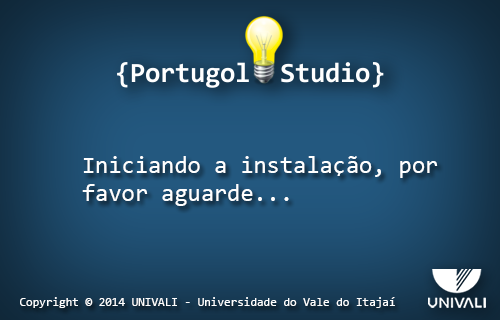 {Portugol Studio}
Iniciando a instalação, por
favor aguarde...
UNIVALI
Copyright © 2014 UNIVALI - Universidade do Vale do Itajaí